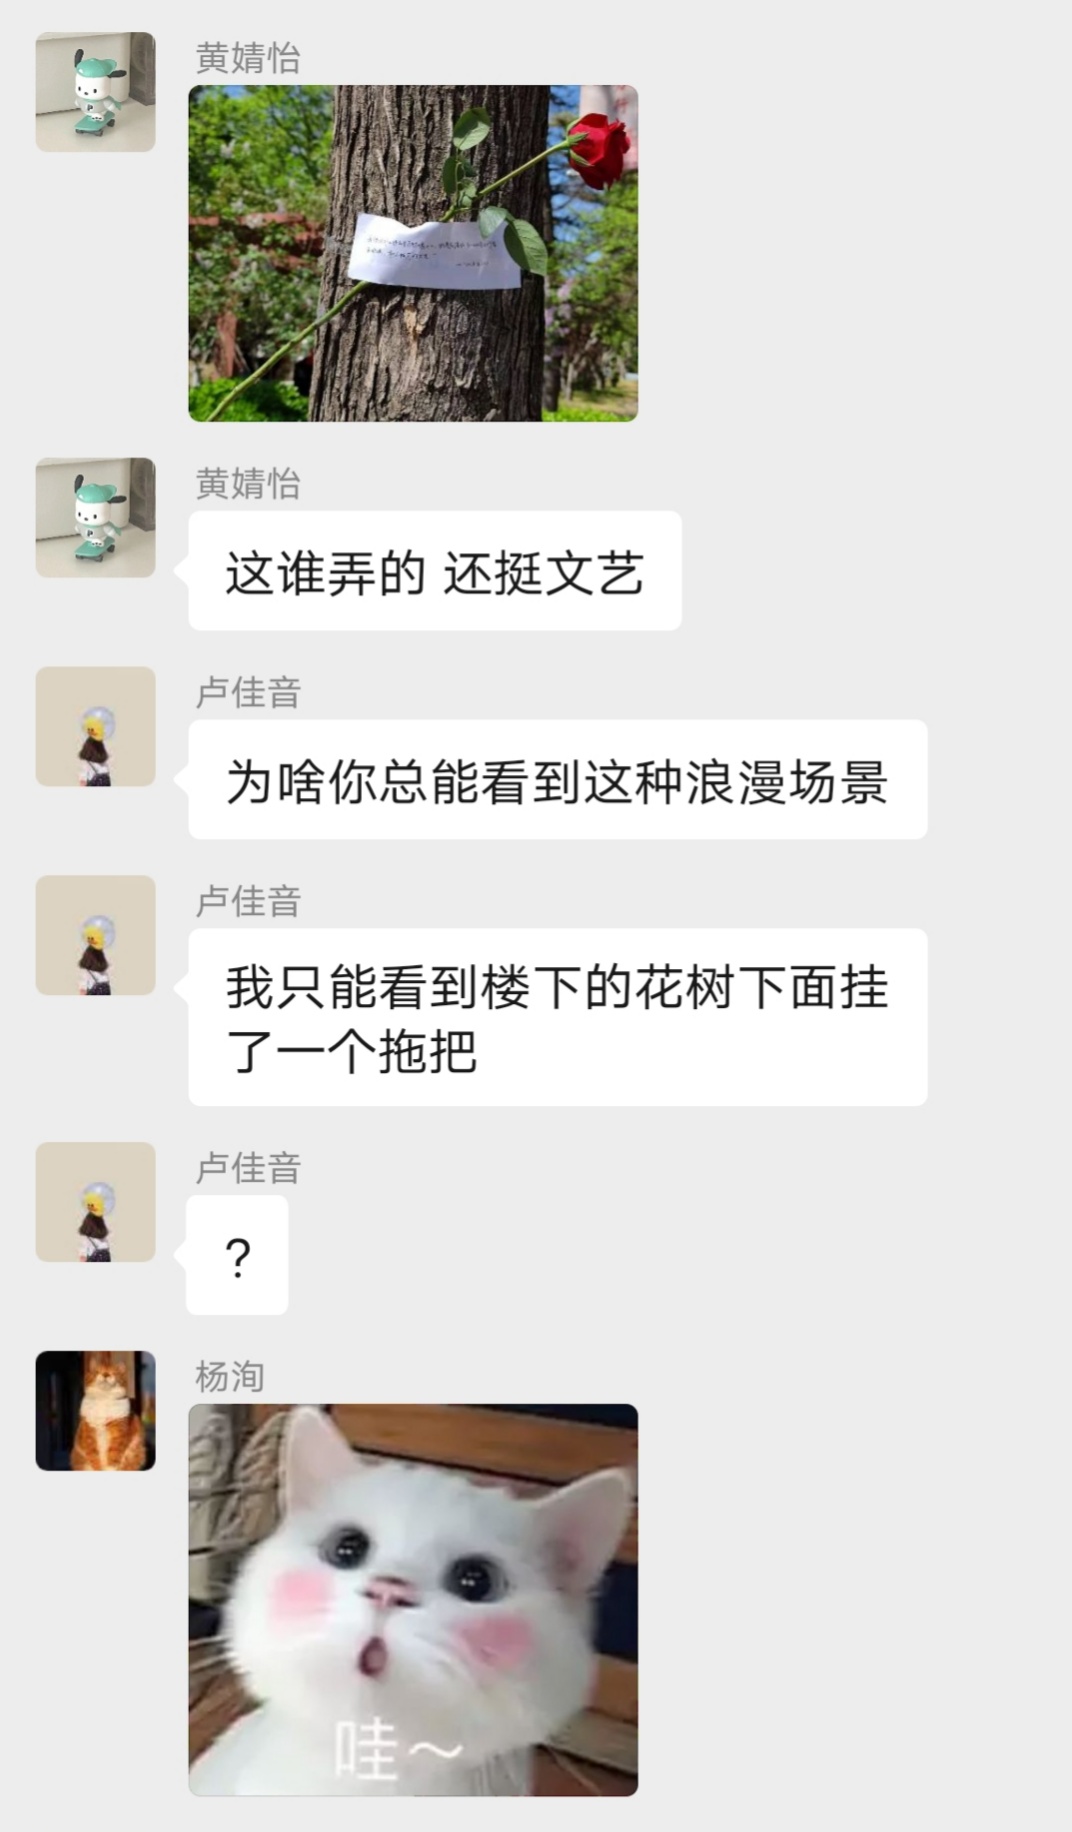 黄婧怡
黄婧怡
这谁弄的 还挺文艺
卢佳音
为啥你总能看到这种浪漫场景
卢佳音
我只能看到楼下的花树下面挂
了一个拖把
卢佳音
?
杨洵
哇~